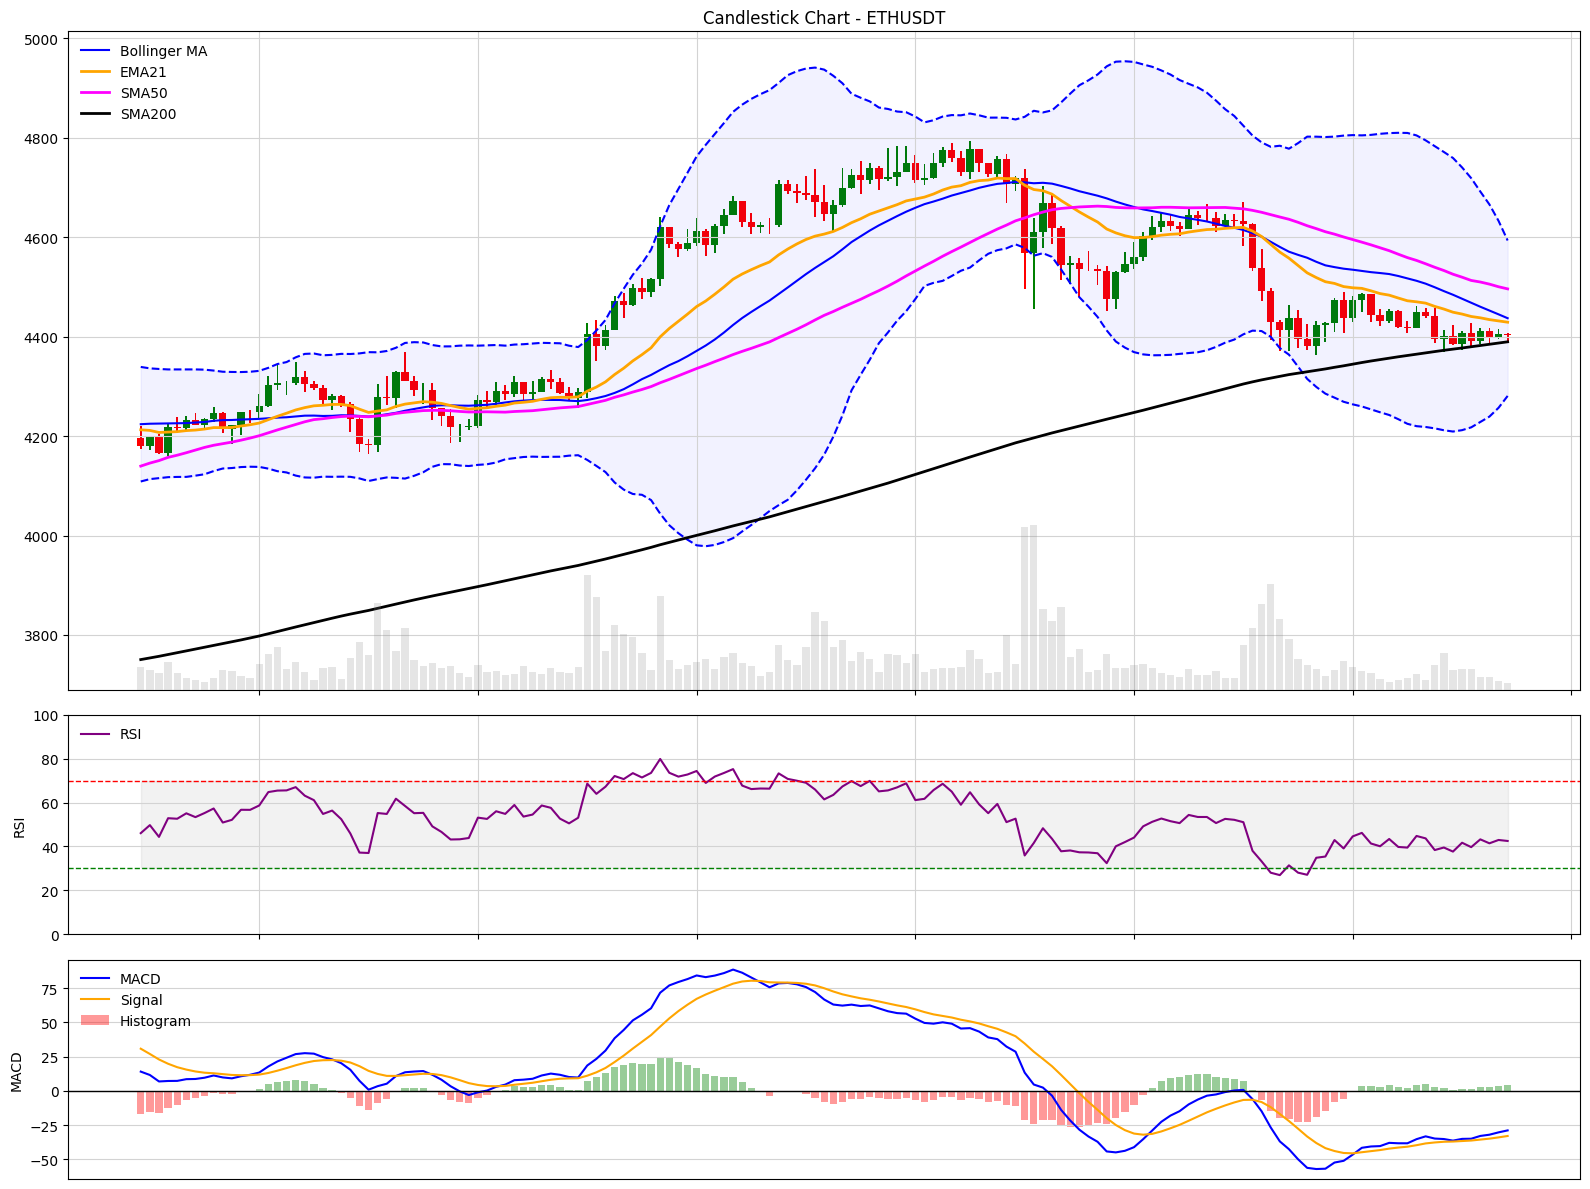 Candlestick Chart - ETHUSDT
5000
4800
4600
4400
4200
4000
3800
Bollinger MA
EMA21
SMA50
SMA200
100
80
60
40
20
0
RSI
RSI
75
50
25
0
−25
−50
MACD
MACD
Signal
Histogram